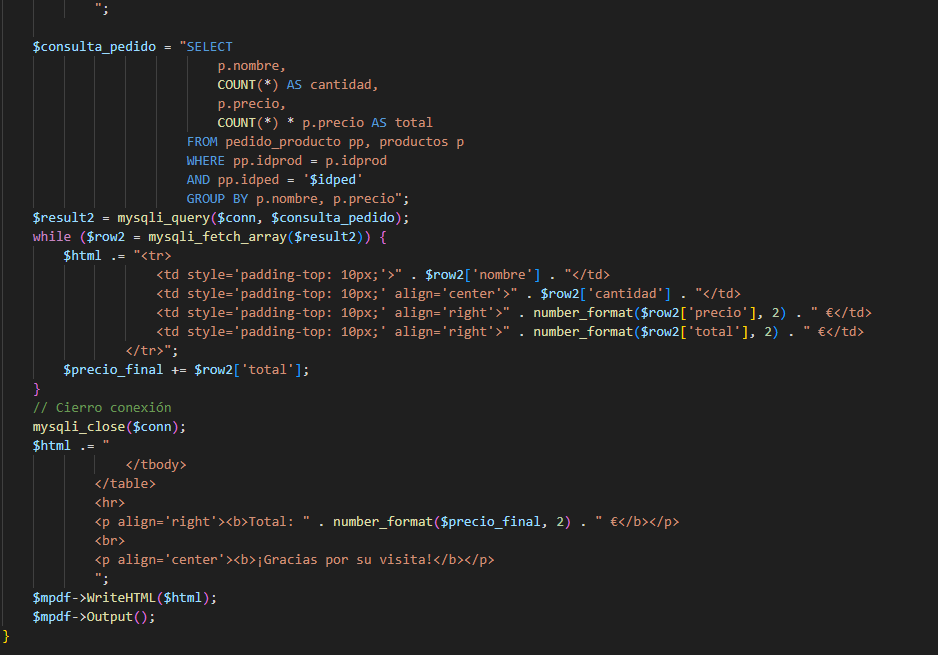 ";
$consulta_pedido = "SELECT
p.nombre,
COUNT(*) AS cantidad,
p.precio,
COUNT(*) * p.precio AS total
FROM pedido_producto pp, productos p
WHERE pp.idprod = p.idprod
AND pp.idped = '$idped'
GROUP BY p.nombre, p.precio";
$result2 = mysqli_query($conn, $consulta_pedido);
while ($row2 = mysqli_fetch_array($result2)) {
$html .= "<tr>
<td style='padding-top: 10px;'>" . $row2['nombre'] . "</td>
<td style='padding-top: 10px;' align='center'>" . $row2['cantidad'] . "</td>
<td style='padding-top: 10px;' align='right'>" . number_format($row2['precio'], 2) . " €</td>
<td style='padding-top: 10px;' align='right'>" . number_format($row2['total'], 2) . " €</td>
</tr>";
$precio_final += $row2['total'];
}
// Cierro conexión
mysqli_close($conn);
$html .= "
</tbody>
</table>
<hr>
<p align='right'><b>Total: " . number_format($precio_final, 2) . " €</b></p>
<br>
<p align='center'><b>¡Gracias por su visita!</b></p>
";
$mpdf->WriteHTML($html);
$mpdf->Output();
}